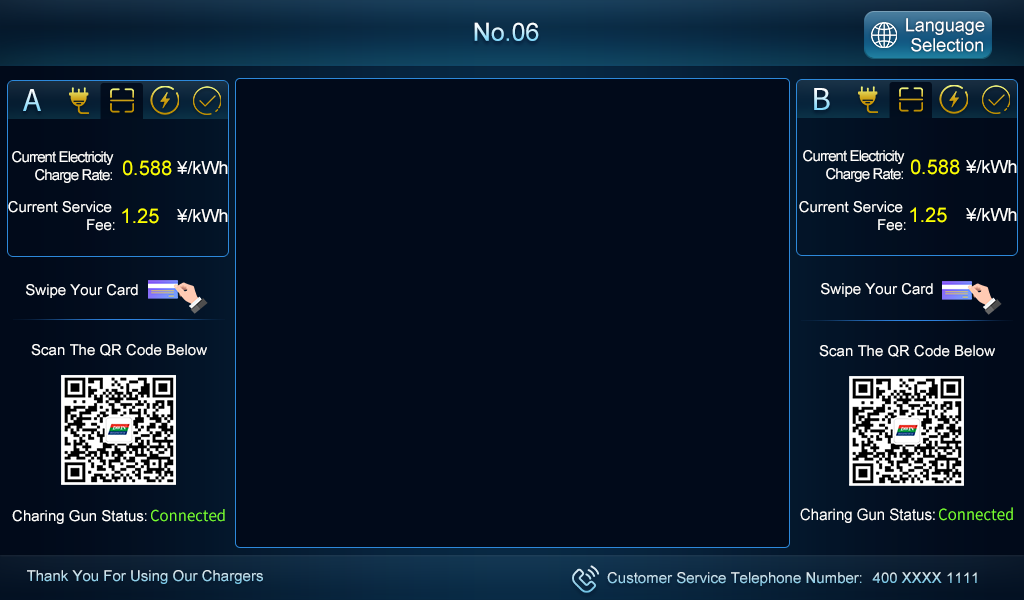 No.06
Language
Selection
A
Current Electricity
Charge Rate: 0.588 ¥/kWh
Current Service
Fee: 1.25 ¥/kWh
Swipe Your Card
Scan The QR Code Below
Charing Gun Status: Connected
B
Current Electricity
Charge Rate: 0.588 ¥/kWh
Current Service
Fee: 1.25 ¥/kWh
Swipe Your Card
Scan The QR Code Below
Charing Gun Status: Connected
Thank You For Using Our Chargers
Customer Service Telephone Number: 400 XXXX 1111